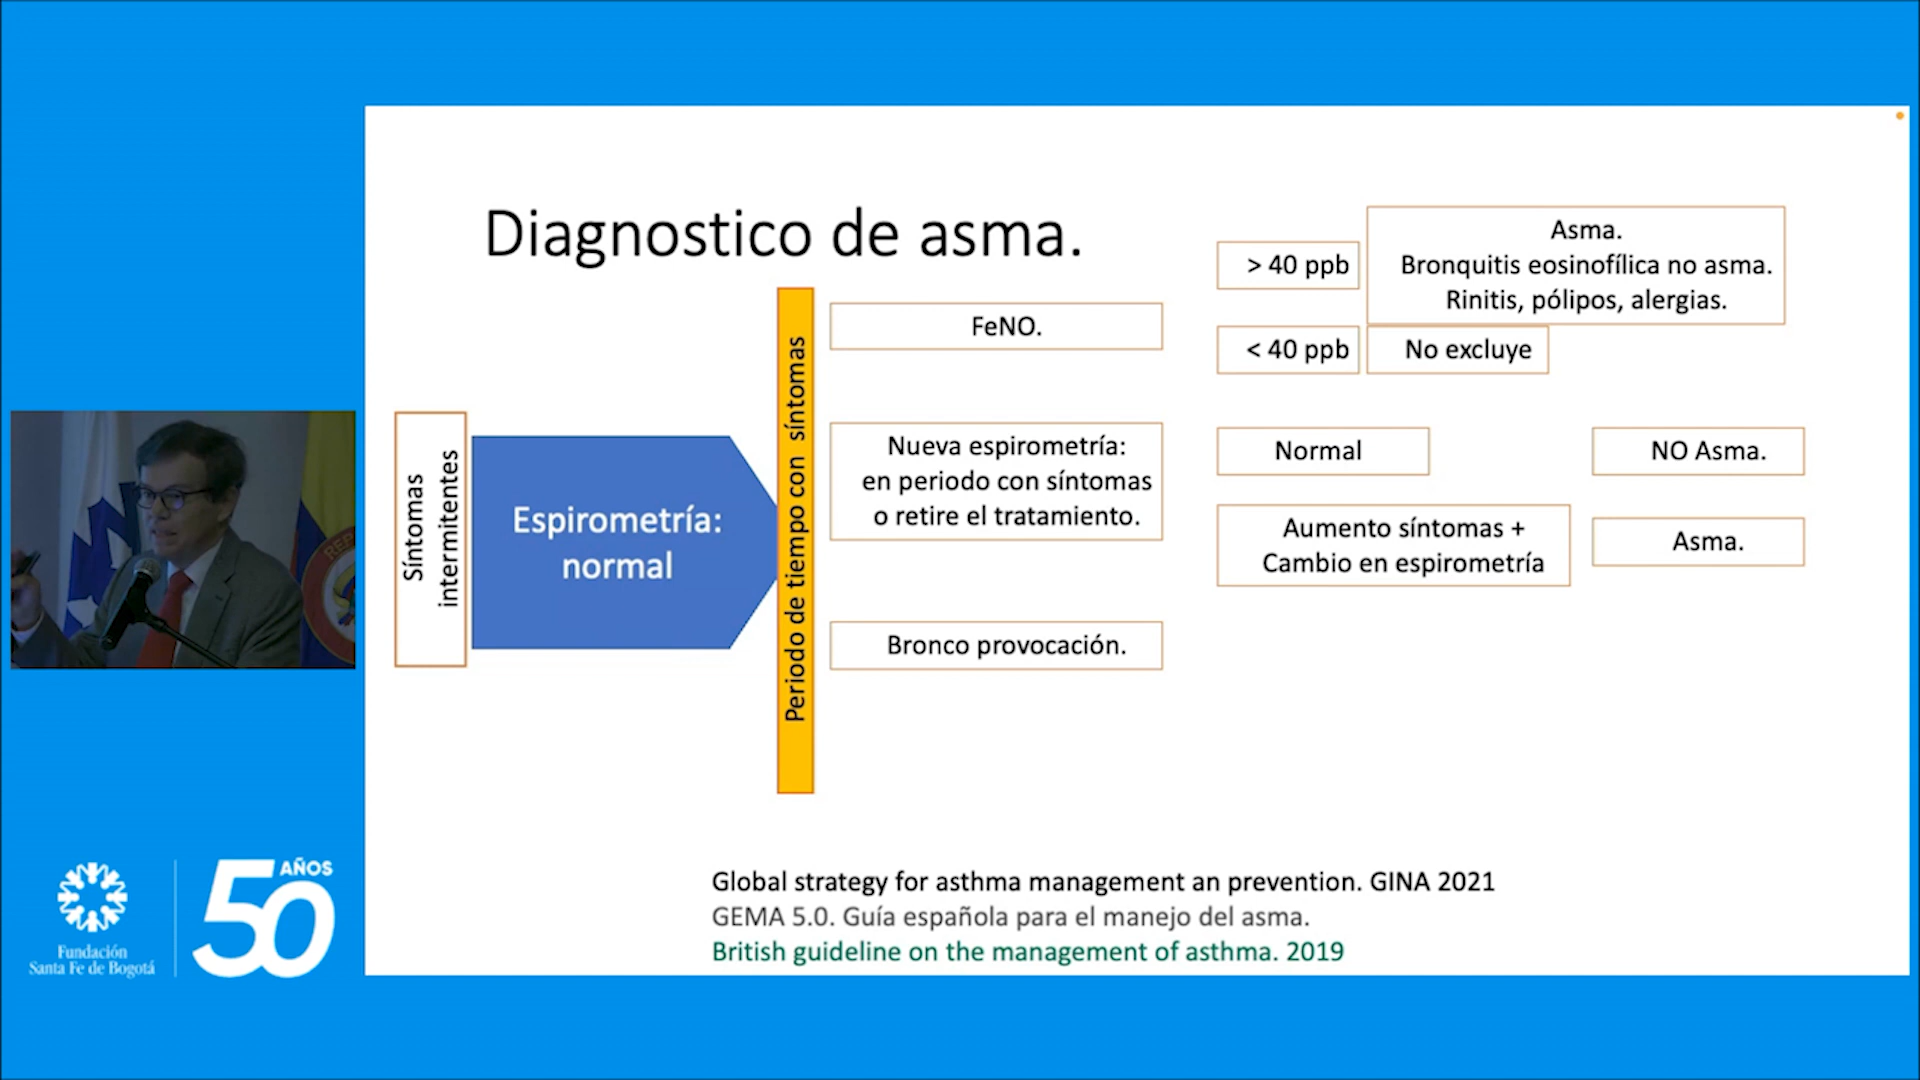 Diagnostico de asma.
Síntomas
intermitentes
Espirometría:
normal
Periodo de tiempo con síntomas
FeNO.
> 40 ppb
Asma.
Bronquitis eosinofílica no asma.
Rinitis, pólipos, alergias.
< 40 ppb
No excluye
Nueva espirometría:
en periodo con síntomas
o retire el tratamiento.
Normal
NO Asma.
Aumento síntomas +
Cambio en espirometría
Asma.
Bronco provocación.
Global strategy for asthma management an prevention. GINA 2021
GEMA 5.0. Guía española para el manejo del asma.
British guideline on the management of asthma. 2019
Fundación
Santa Fe de Bogotá
50 AÑOS